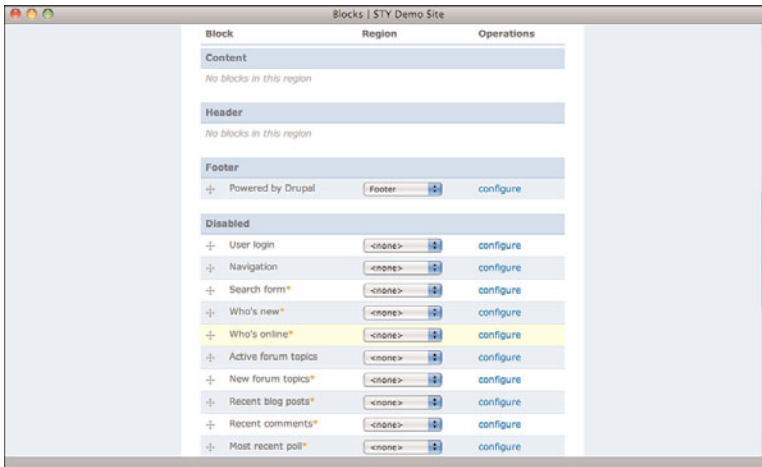 Blocks | STY Demo Site
Block Region Operations
Content
No blocks in this region
Header
No blocks in this region
Footer
Powered by Drupal Footer configure
Disabled
User login <none> configure
Navigation <none> configure
Search form* <none> configure
Who's new* <none> configure
Who's online* <none> configure
Active forum topics <none> configure
New forum topics* <none> configure
Recent blog posts* <none> configure
Recent comments* <none> configure
Most recent poll* <none> configure